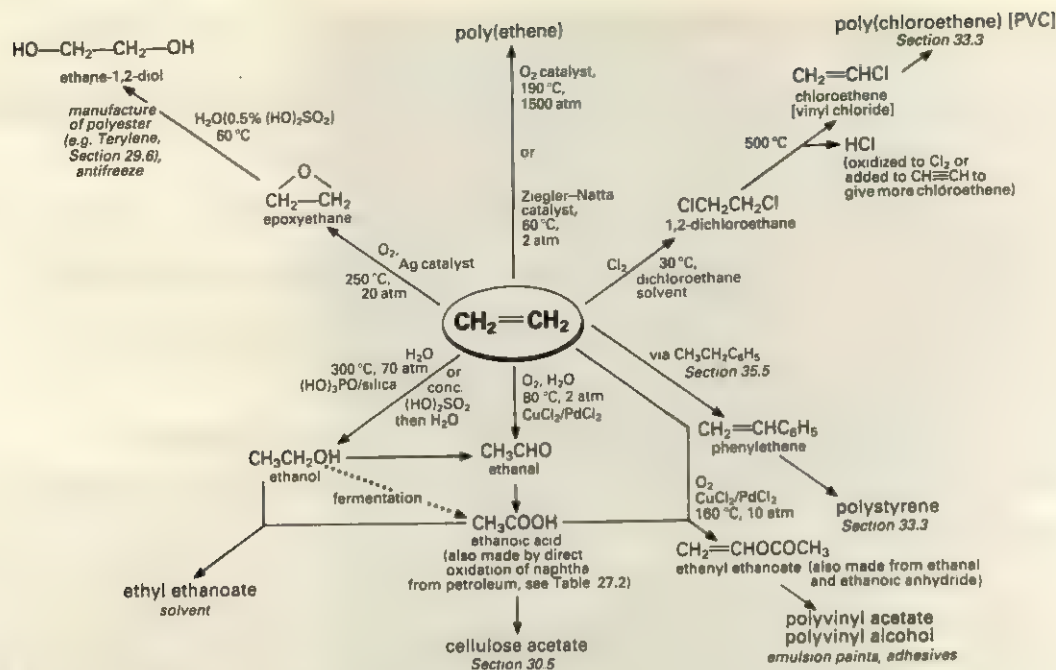 poly(ethene)
poly(chloroethene) [PVC]
Section 33.3
HO—CH₂—CH₂—OH
ethane-1,2-diol
manufacture
of polyester
(e.g. Terylene,
Section 29.6),
antifreeze
H₂O(0.5% (HO)₂SO₂)
60 °C
O
CH₂—CH₂
epoxyethane
O₂,
Ag catalyst
250 °C,
20 atm
O₂ catalyst,
190 °C,
1500 atm
or
Ziegler–Natta
catalyst,
60 °C,
2 atm
CH₂=CHCl
chloroethene
[vinyl chloride]
500 °C
HCl
(oxidized to Cl₂ or
added to CH≡CH to
give more chloroethene)
ClCH₂CH₂Cl
1,2-dichloroethane
Cl₂
30 °C,
dichloroethane
solvent
CH₂=CH₂
H₂O
300 °C, 70 atm
(HO)₃PO/silica
or
conc.
(HO)₂SO₂
then H₂O
O₂, H₂O
80 °C, 2 atm
CuCl₂/PdCl₂
via CH₃CH₂C₆H₅
Section 35.5
CH₂=CHC₆H₅
phenylethene
polystyrene
Section 33.3
CH₃CH₂OH
ethanol
CH₃CHO
ethanal
fermentation
O₂
CuCl₂/PdCl₂
160 °C, 10 atm
CH₃COOH
ethanoic acid
(also made by direct
oxidation of naphtha
from petroleum, see Table 27.2)
CH₂=CHOCOCH₃
ethenyl ethanoate (also made from ethanal
and ethanoic anhydride)
ethyl ethanoate
solvent
cellulose acetate
Section 30.5
polyvinyl acetate
polyvinyl alcohol
emulsion paints, adhesives